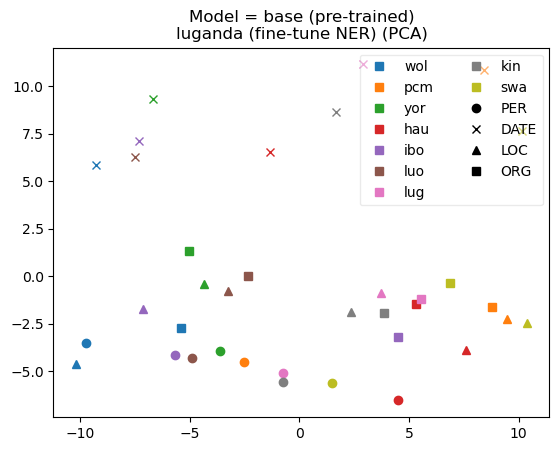 Model = base (pre-trained)
luganda (fine-tune NER) (PCA)
10.0
7.5
5.0
2.5
0.0
−2.5
−5.0
−10
−5
0
5
10
wol
pcm
yor
hau
ibo
luo
lug
kin
swa
PER
DATE
LOC
ORG